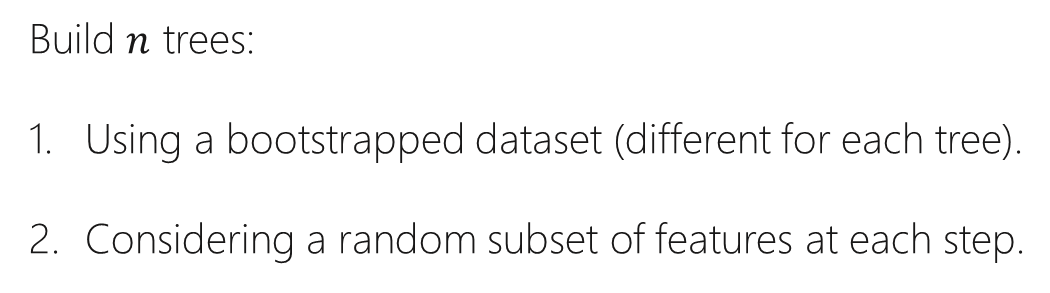 Build n trees:
1. Using a bootstrapped dataset (different for each tree).
2. Considering a random subset of features at each step.